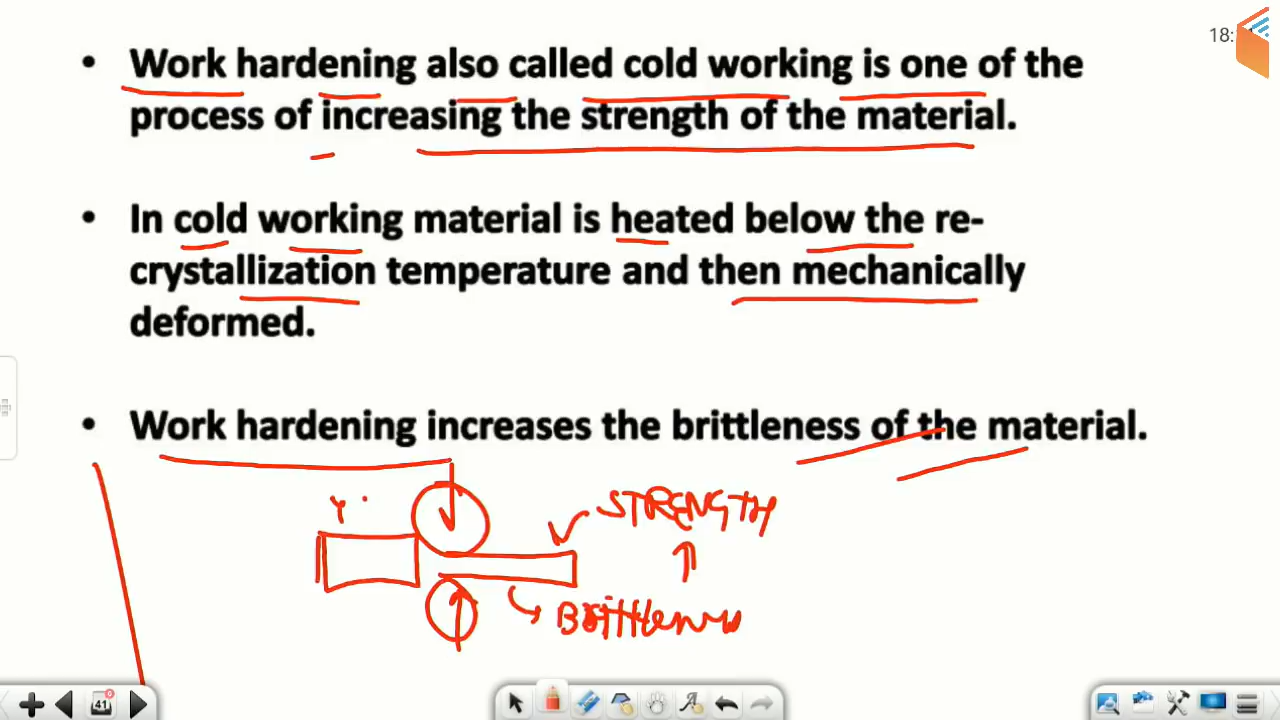 18:
• Work hardening also called cold working is one of the
process of increasing the strength of the material.
• In cold working material is heated below the re-
crystallization temperature and then mechanically
deformed.
• Work hardening increases the brittleness of the material.
STRENGTH
Brittleness
41